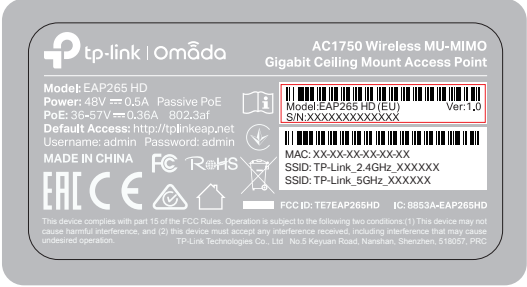 tp-link | Omada
AC1750 Wireless MU-MIMO
Gigabit Ceiling Mount Access Point
Model: EAP265 HD
Power: 48V ⎓ 0.5A Passive PoE
PoE: 36-57V ⎓ 0.36A 802.3af
Default Access: http://tplinkeap.net
Username: admin Password: admin
MADE IN CHINA
FC RoHS
EAC CE
Model:EAP265 HD (EU) Ver:1.0
S/N:XXXXXXXXXXXXX
MAC: XX-XX-XX-XX-XX-XX
SSID: TP-Link_2.4GHz_XXXXXX
SSID: TP-Link_5GHz_XXXXXX
FCC ID: TE7EAP265HD IC: 8853A-EAP265HD
This device complies with part 15 of the FCC Rules. Operation is subject to the following two conditions:(1) This device may not
cause harmful interference, and (2) this device must accept any interference received, including interference that may cause
undesired operation. TP-Link Technologies Co., Ltd No.5 Keyuan Road, Nanshan, Shenzhen, 518057, PRC